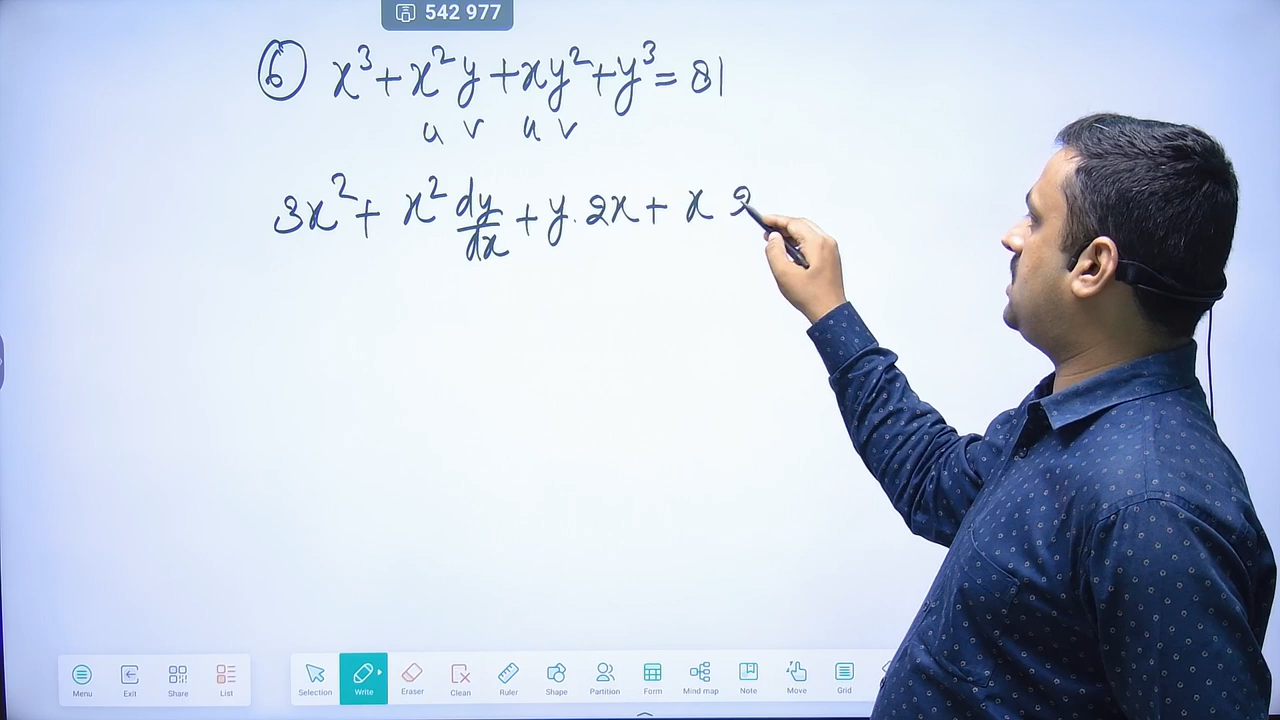 542 977
⑥ x³ + x²y + xy² + y³ = 81
u v u v
3x² + x² dy/dx + y. 2x + x 2
Menu Exit Share List Selection Write Eraser Clean Ruler Shape Partition Form Mind map Note Move Grid